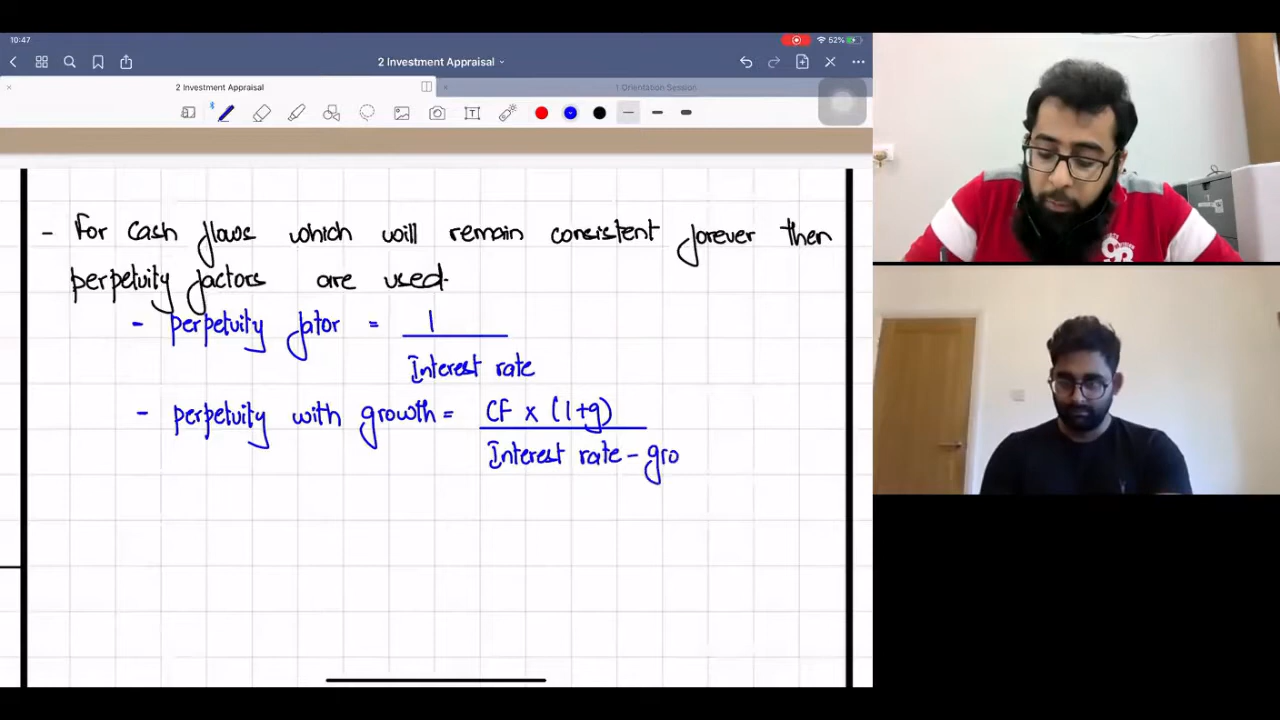 10:47
52%
2 Investment Appraisal
2 Investment Appraisal
1 Orientation Session
T
- For cash flows which will remain consistent forever then
perpetuity factors are used.
- perpetuity fator = 1
Interest rate
- perpetuity with growth = CF x (1+g)
Interest rate - gro